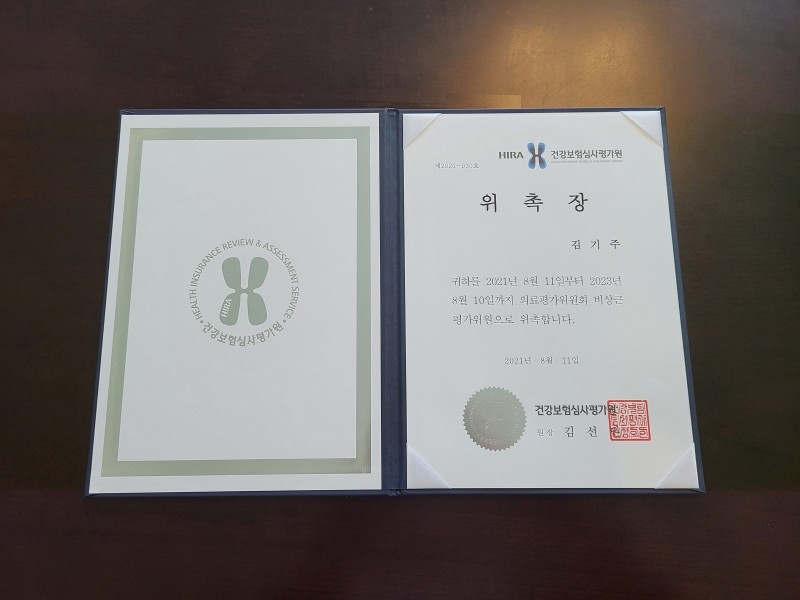 HEALTH INSURANCE REVIEW & ASSESSMENT SERVICE
HIRA
건강보험심사평가원
HIRA 건강보험심사평가원
위 촉 장
김 기 주
귀하를 2021년 8월 11일부터 2023년
8월 10일까지 의료평가위원회 비상근
평가위원으로 위촉합니다.
2021년 8월 11일
건강보험심사평가원
원장 김 선